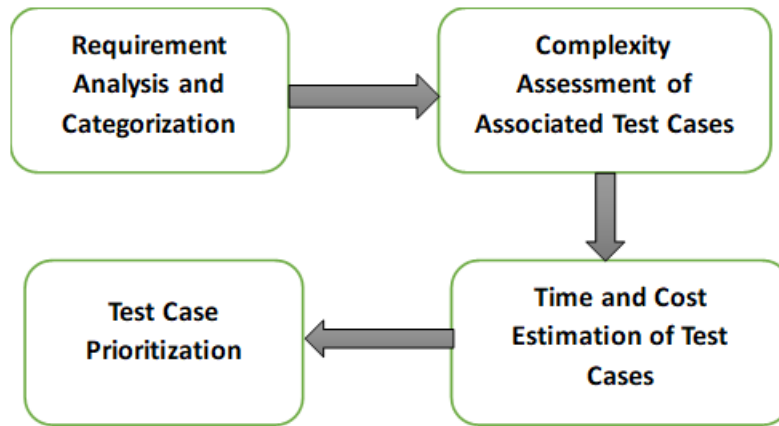 Requirement
Analysis and
Categorization
Complexity
Assessment of
Associated Test Cases
Time and Cost
Estimation of Test
Cases
Test Case
Prioritization